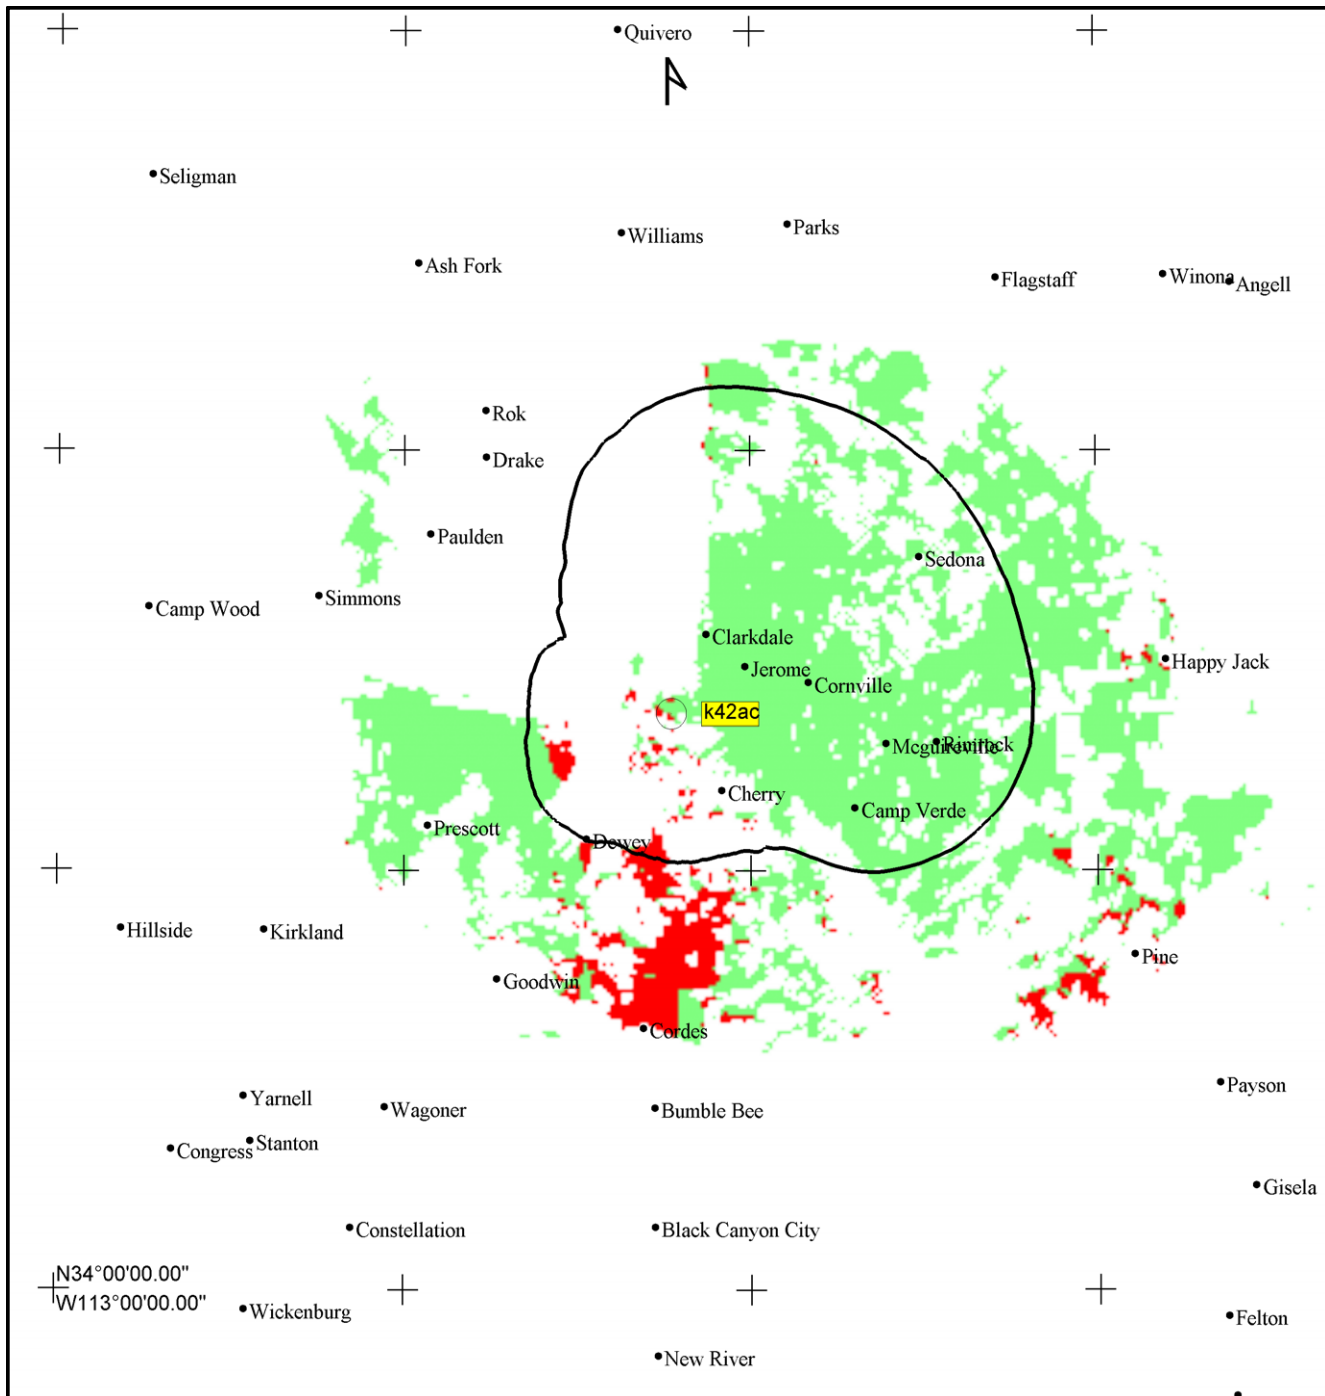 Quivero
Seligman
Parks
Williams
Ash Fork
Flagstaff
Winona
Angell
Rok
Drake
Paulden
Sedona
Camp Wood
Simmons
Clarkdale
Jerome
Happy Jack
Cornville
k42ac
Mcguireville
Rimrock
Cherry
Camp Verde
Prescott
Dewey
Hillside
Kirkland
Pine
Goodwin
Cordes
Payson
Yarnell
Wagoner
Bumble Bee
Stanton
Congress
Gisela
Constellation
Black Canyon City
N34°00'00.00"
W113°00'00.00"
Wickenburg
Felton
New River